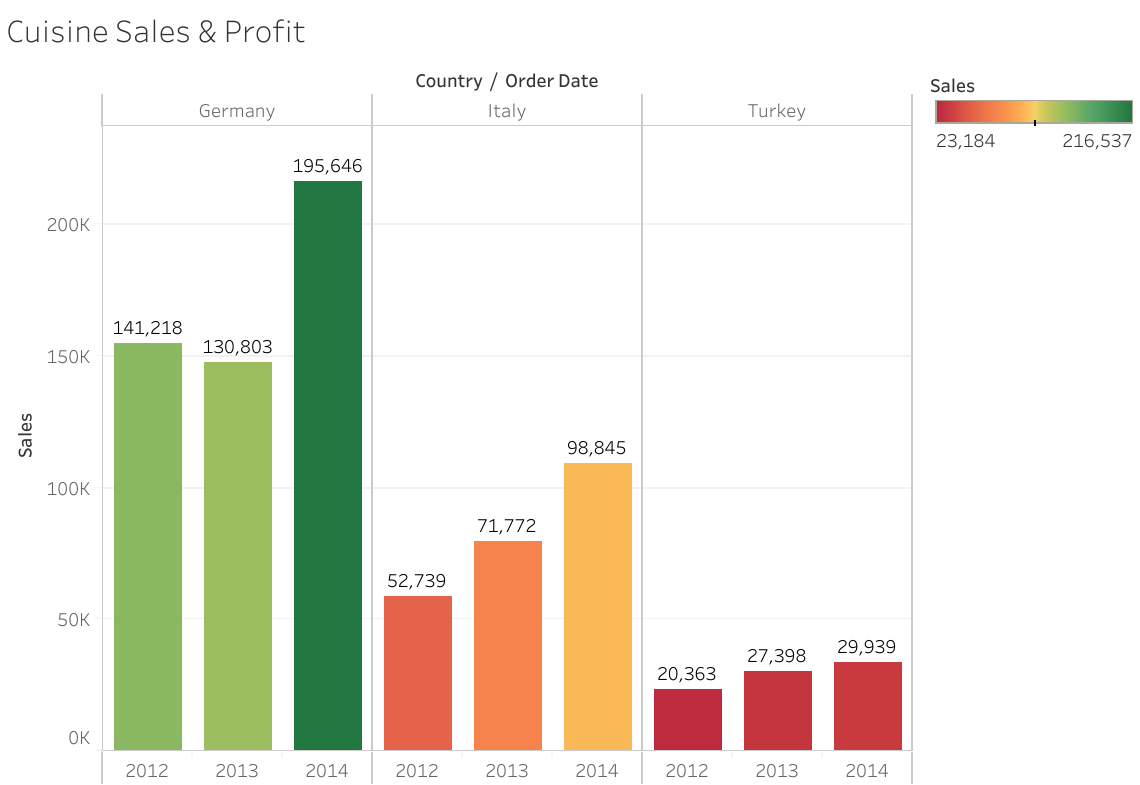 Cuisine Sales & Profit
Country / Order Date
Sales
Germany Italy Turkey
23,184 216,537
195,646
200K
141,218
130,803
150K
Sales
98,845
100K
71,772
52,739
50K
29,939
27,398
20,363
0K
2012 2013 2014 2012 2013 2014 2012 2013 2014